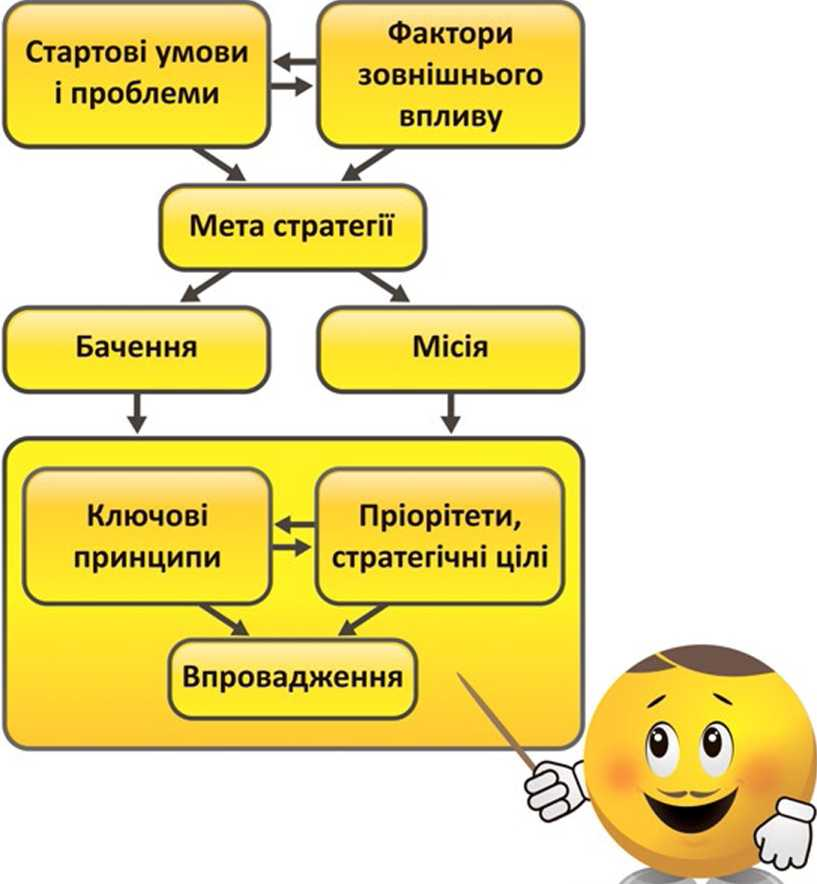 Стартові умови
і проблеми
Фактори
зовнішнього
впливу
Мета стратегії
Бачення
Місія
Ключові
принципи
Пріорітети,
стратегічні цілі
Впровадження